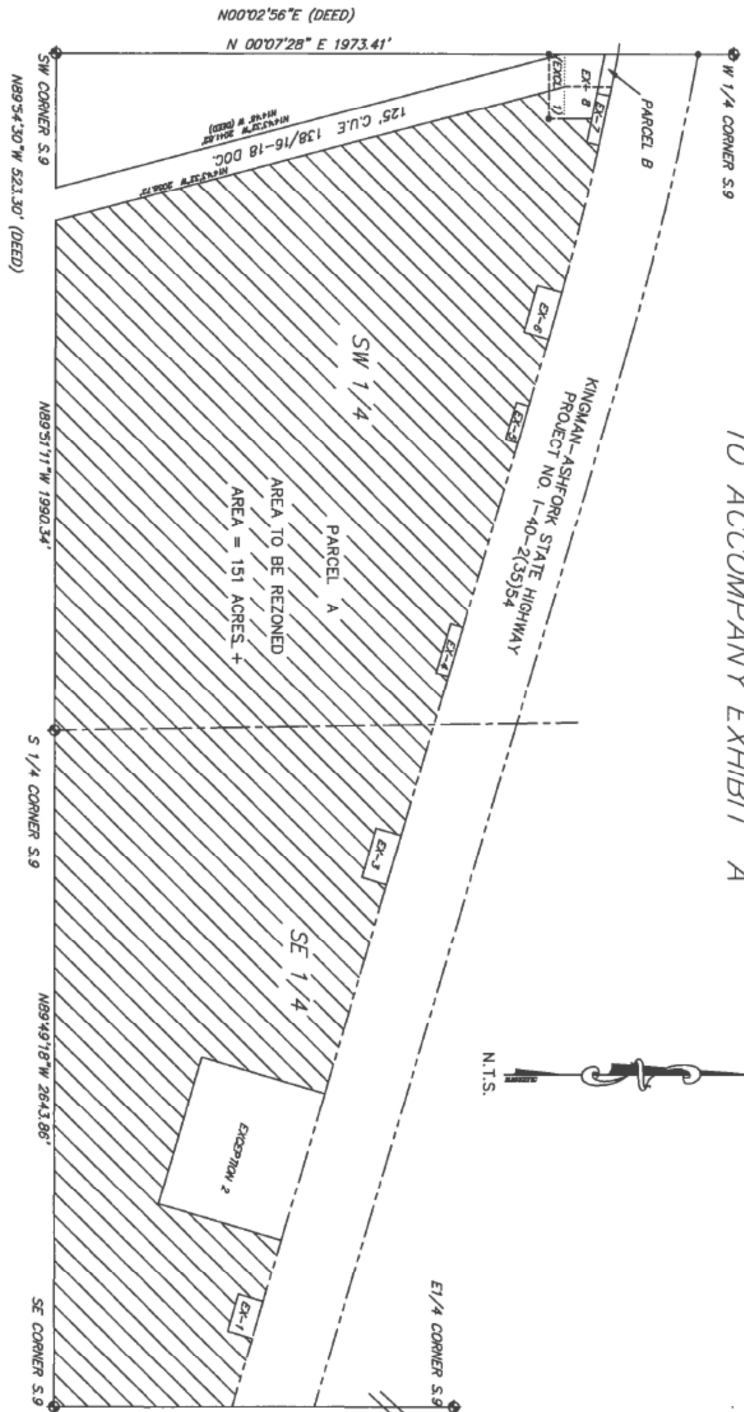 TO ACCOMPANY EXHIBIT A
N00°02'56"E (DEED)
N 00°07'28" E 1973.41'
W 1/4 CORNER S.9
PARCEL B
EX-7
EX-8
(EXCL 1)
125' C.U.E 138/16-18 DOC.
EX-6
EX-5
KINGMAN-ASHFORK STATE HIGHWAY
PROJECT NO. I-40-2(35)54
SW 1/4
PARCEL A
AREA TO BE REZONED
AREA = 151 ACRES +
EX-4
EX-3
SE 1/4
EXCEPTION 2
EX-1
N.T.S.
E1/4 CORNER S.9
SW CORNER S.9
N89°54'30"W 523.30' (DEED)
N89°51'11"W 1990.34'
S 1/4 CORNER S.9
N89°49'18"W 2643.86'
SE CORNER S.9